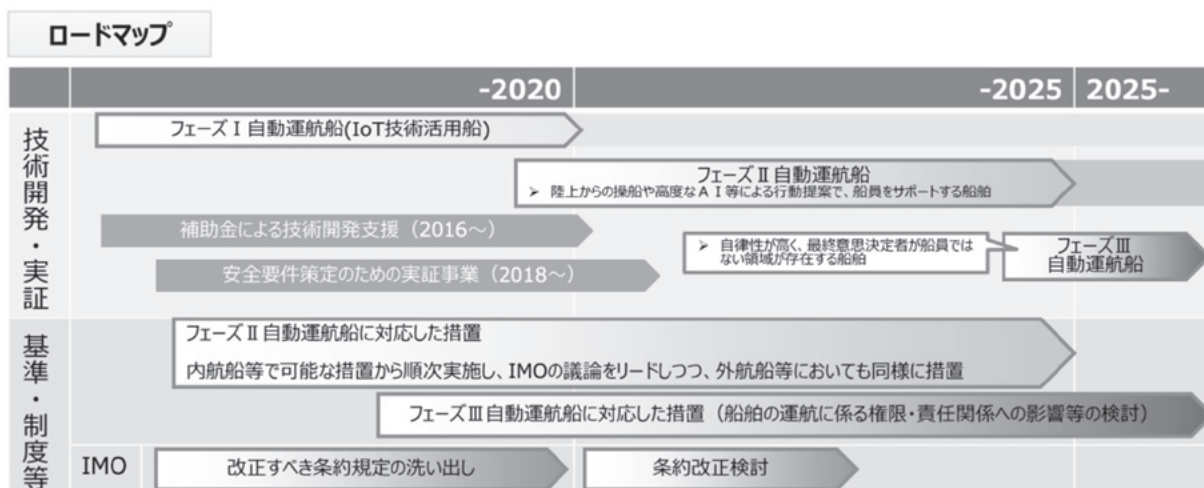 ロードマップ
-2020
-2025
2025-
技術開発・実証
フェーズⅠ自動運航船(IoT技術活用船)
フェーズⅡ自動運航船
➢ 陸上からの操船や高度なAI等による行動提案で、船員をサポートする船舶
補助金による技術開発支援(2016~)
➢ 自律性が高く、最終意思決定者が船員では
ない領域が存在する船舶
フェーズⅢ
自動運航船
安全要件策定のための実証事業(2018~)
基準・制度等
フェーズⅡ自動運航船に対応した措置
内航船等で可能な措置から順次実施し、IMOの議論をリードしつつ、外航船等においても同様に措置
フェーズⅢ自動運航船に対応した措置(船舶の運航に係る権限・責任関係への影響等の検討)
IMO
改正すべき条約規定の洗い出し
条約改正検討